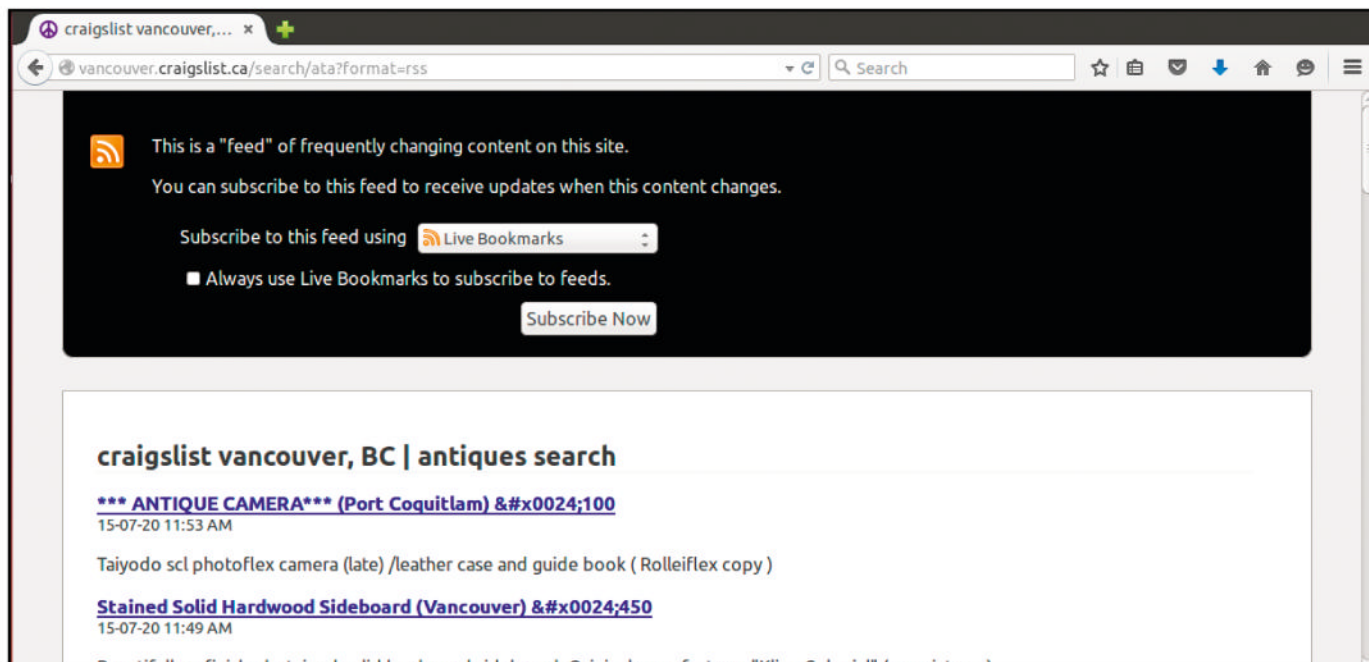 craigslist vancouver,... ×
vancouver.craigslist.ca/search/ata?format=rss
Search
This is a "feed" of frequently changing content on this site.
You can subscribe to this feed to receive updates when this content changes.
Subscribe to this feed using Live Bookmarks
Always use Live Bookmarks to subscribe to feeds.
Subscribe Now
craigslist vancouver, BC | antiques search
*** ANTIQUE CAMERA*** (Port Coquitlam) &#x0024;100
15-07-20 11:53 AM
Taiyodo scl photoflex camera (late) /leather case and guide book ( Rolleiflex copy )
Stained Solid Hardwood Sideboard (Vancouver) &#x0024;450
15-07-20 11:49 AM